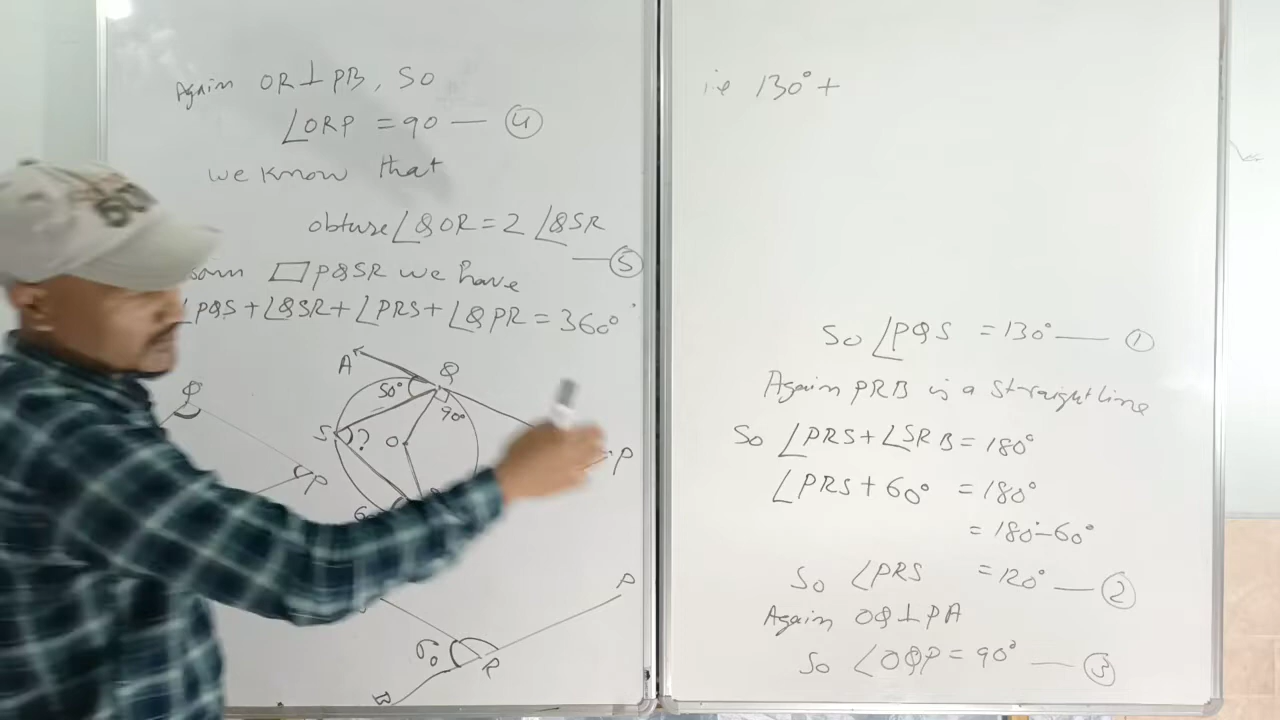 Again OR⊥PB, SO
∠ORP = 90 — ④
we know that
obtuse ∠QOR = 2 ∠QSR
— ⑤
▱ PQSR we have
∠PQS + ∠QSR + ∠PRS + ∠QPR = 360°
A
Q
50°
90°
S
?
O
P
Q
P
P
60
R
B
i.e 130° +
So ∠PQS = 130° — ①
Again PRB is a straight line
So ∠PRS + ∠SRB = 180°
∠PRS + 60° = 180°
= 180° - 60°
So ∠PRS = 120° — ②
Again OQ⊥PA
So ∠OQP = 90° — ③
60